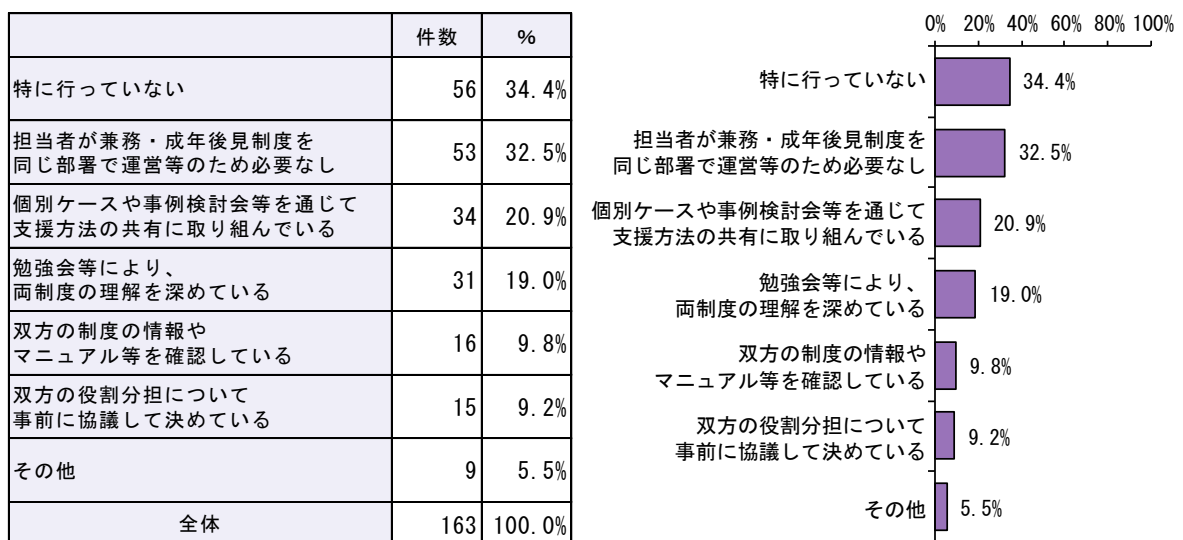 件数 %
特に行っていない 56 34.4%
担当者が兼務・成年後見制度を
同じ部署で運営等のため必要なし 53 32.5%
個別ケースや事例検討会等を通じて
支援方法の共有に取り組んでいる 34 20.9%
勉強会等により、
両制度の理解を深めている 31 19.0%
双方の制度の情報や
マニュアル等を確認している 16 9.8%
双方の役割分担について
事前に協議して決めている 15 9.2%
その他 9 5.5%
全体 163 100.0%
0% 20% 40% 60% 80% 100%
特に行っていない 34.4%
担当者が兼務・成年後見制度を
同じ部署で運営等のため必要なし 32.5%
個別ケースや事例検討会等を通じて
支援方法の共有に取り組んでいる 20.9%
勉強会等により、
両制度の理解を深めている 19.0%
双方の制度の情報や
マニュアル等を確認している 9.8%
双方の役割分担について
事前に協議して決めている 9.2%
その他 5.5%